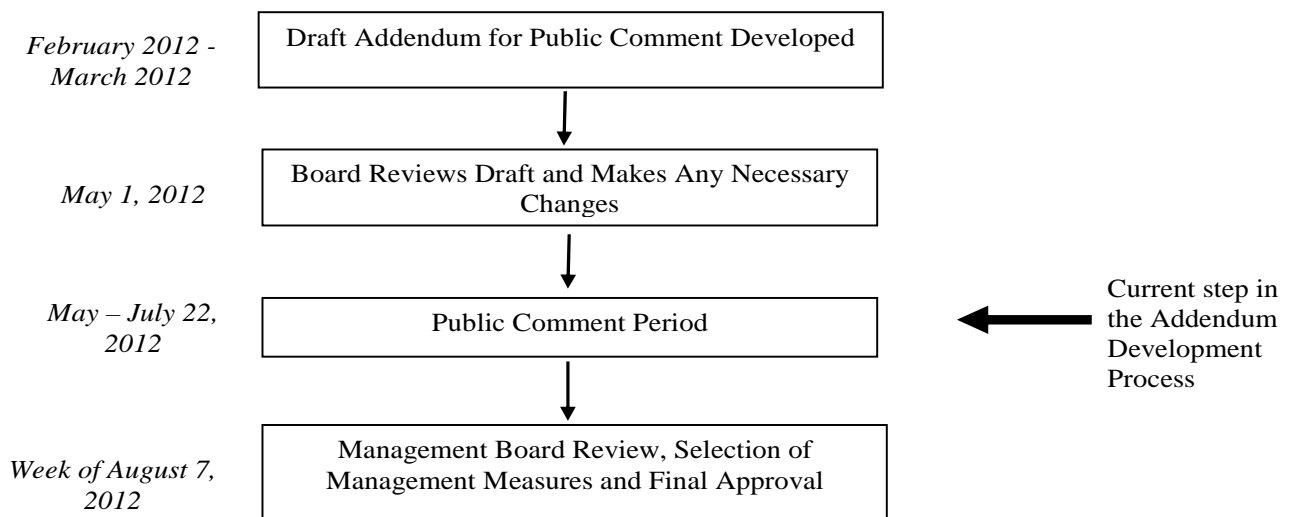 February 2012 -
March 2012
Draft Addendum for Public Comment Developed
May 1, 2012
Board Reviews Draft and Makes Any Necessary
Changes
May – July 22,
2012
Public Comment Period
Current step in
the Addendum
Development
Process
Week of August 7,
2012
Management Board Review, Selection of
Management Measures and Final Approval